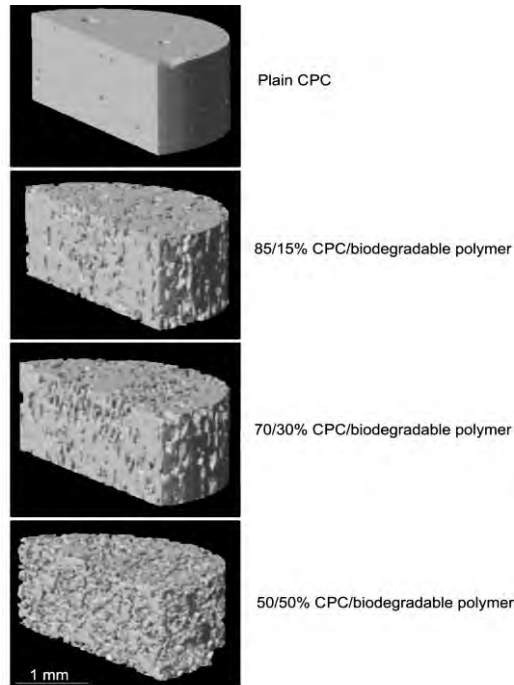 Plain CPC
85/15% CPC/biodegradable polymer
70/30% CPC/biodegradable polymer
50/50% CPC/biodegradable polymer
1 mm